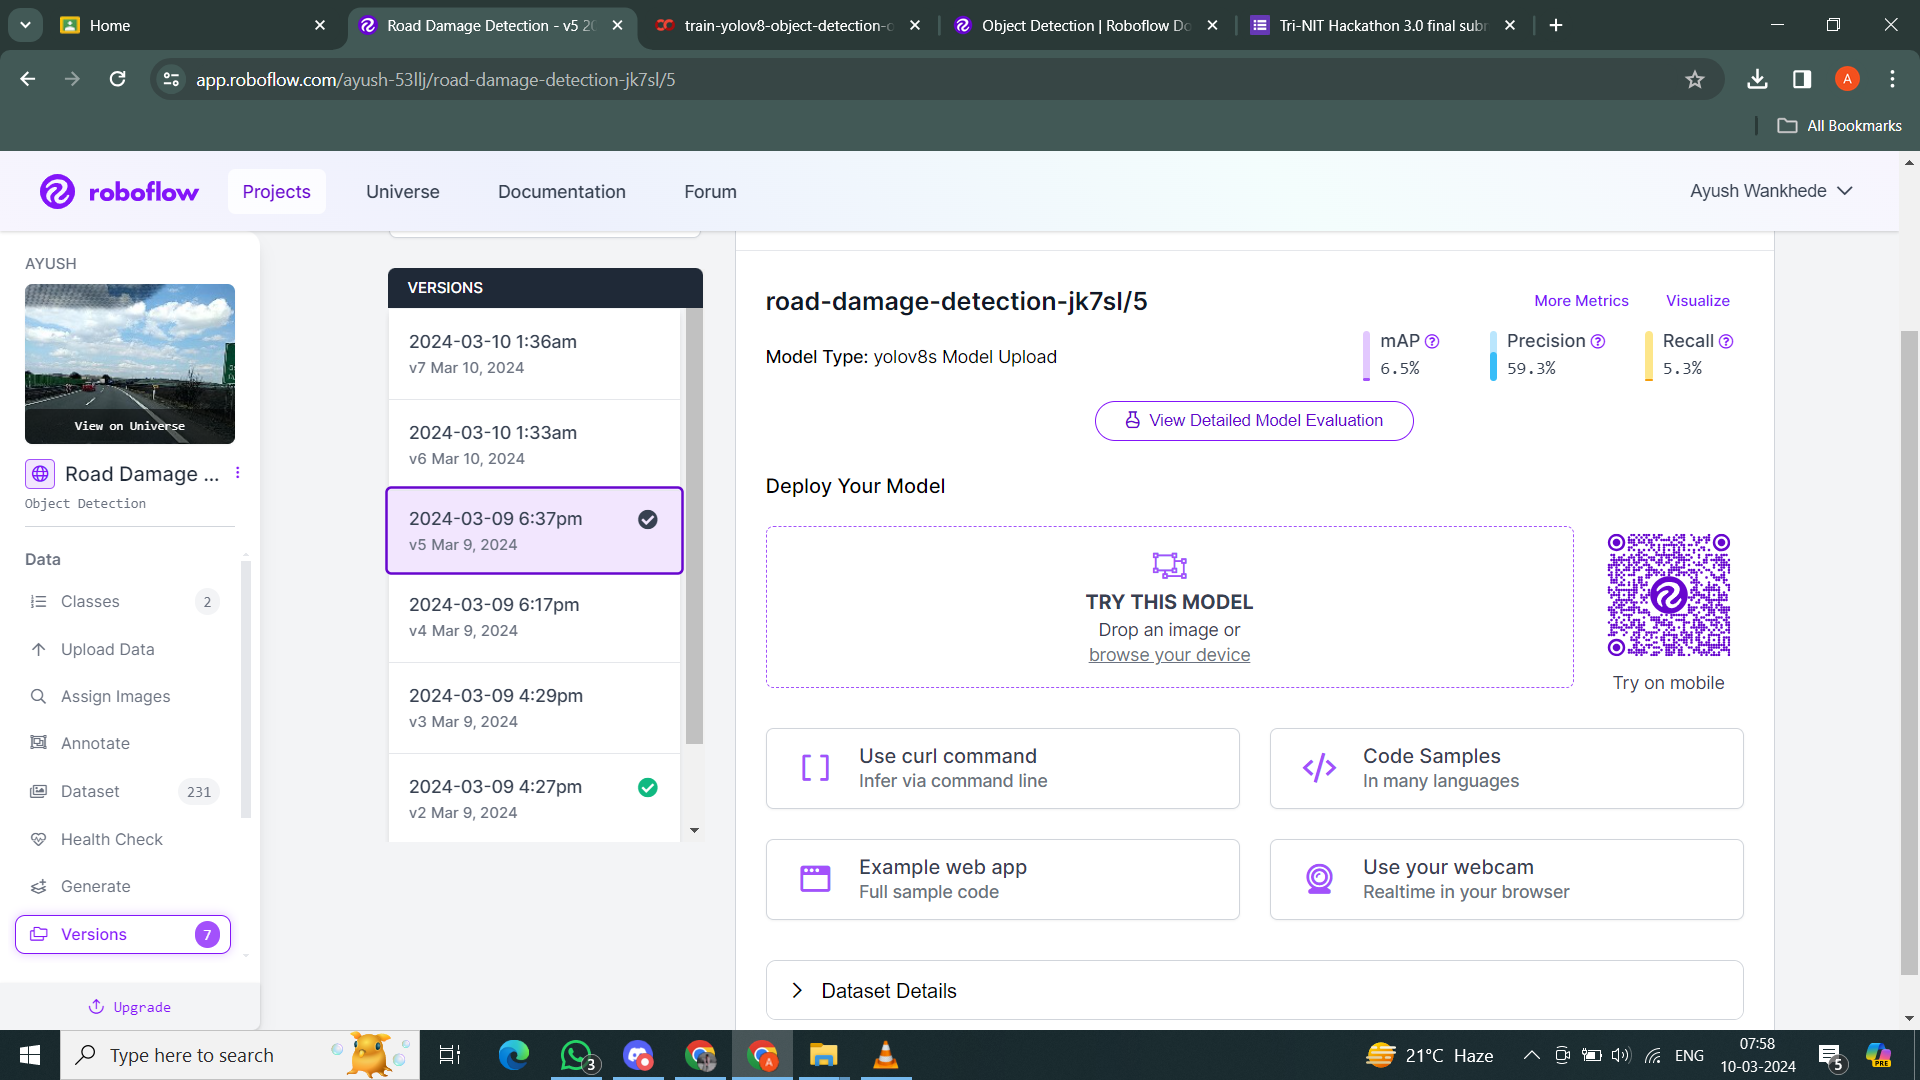 Home
Road Damage Detection - v5 20
train-yolov8-object-detection-o
Object Detection | Roboflow Do
Tri-NIT Hackathon 3.0 final subm
app.roboflow.com/ayush-53llj/road-damage-detection-jk7sl/5
A
All Bookmarks
roboflow
Projects
Universe
Documentation
Forum
Ayush Wankhede
AYUSH
View on Universe
Road Damage ...
Object Detection
Data
Classes 2
Upload Data
Assign Images
Annotate
Dataset 231
Health Check
Generate
Versions 7
Upgrade
VERSIONS
2024-03-10 1:36am
v7 Mar 10, 2024
2024-03-10 1:33am
v6 Mar 10, 2024
2024-03-09 6:37pm
v5 Mar 9, 2024
2024-03-09 6:17pm
v4 Mar 9, 2024
2024-03-09 4:29pm
v3 Mar 9, 2024
2024-03-09 4:27pm
v2 Mar 9, 2024
road-damage-detection-jk7sl/5
More Metrics
Visualize
Model Type: yolov8s Model Upload
mAP
6.5%
Precision
59.3%
Recall
5.3%
View Detailed Model Evaluation
Deploy Your Model
TRY THIS MODEL
Drop an image or
browse your device
Try on mobile
Use curl command
Infer via command line
Code Samples
In many languages
Example web app
Full sample code
Use your webcam
Realtime in your browser
Dataset Details
Type here to search
3
A
21°C Haze
ENG
07:58
10-03-2024
5
PRE